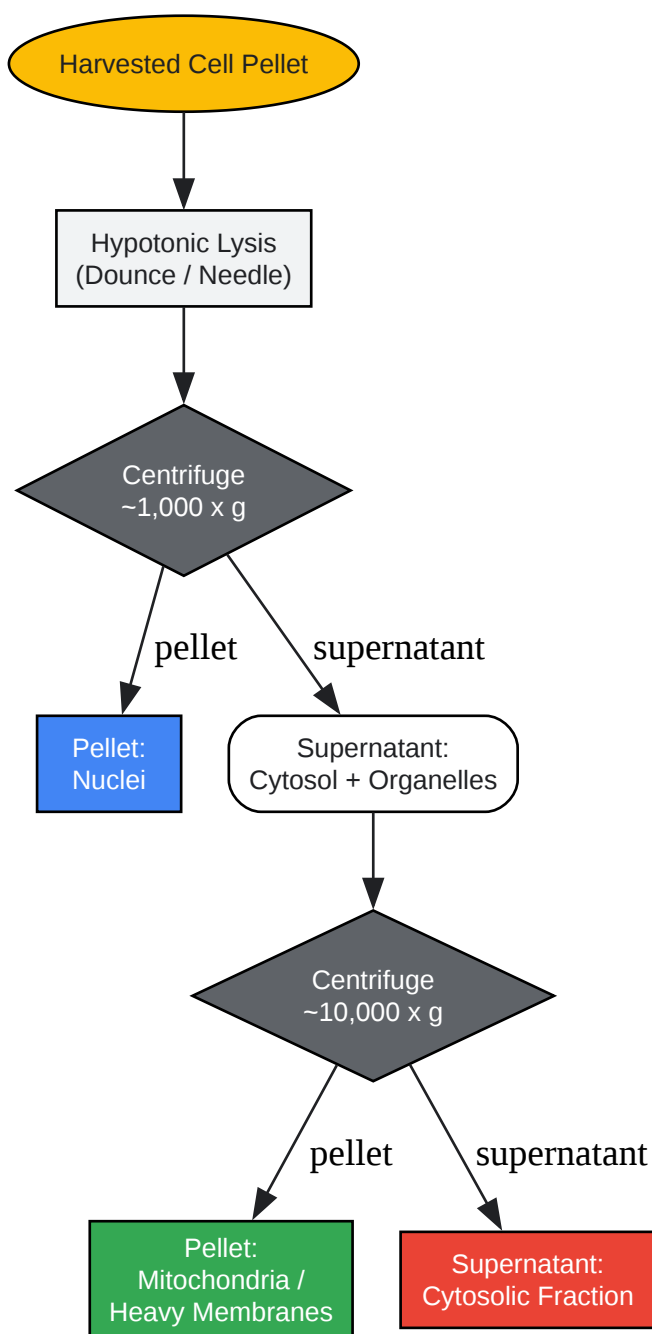 Harvested Cell Pellet
Hypotonic Lysis
(Dounce / Needle)
Centrifuge
~1,000 x g
pellet
supernatant
Pellet:
Nuclei
Supernatant:
Cytosol + Organelles
Centrifuge
~10,000 x g
pellet
supernatant
Pellet:
Mitochondria /
Heavy Membranes
Supernatant:
Cytosolic Fraction